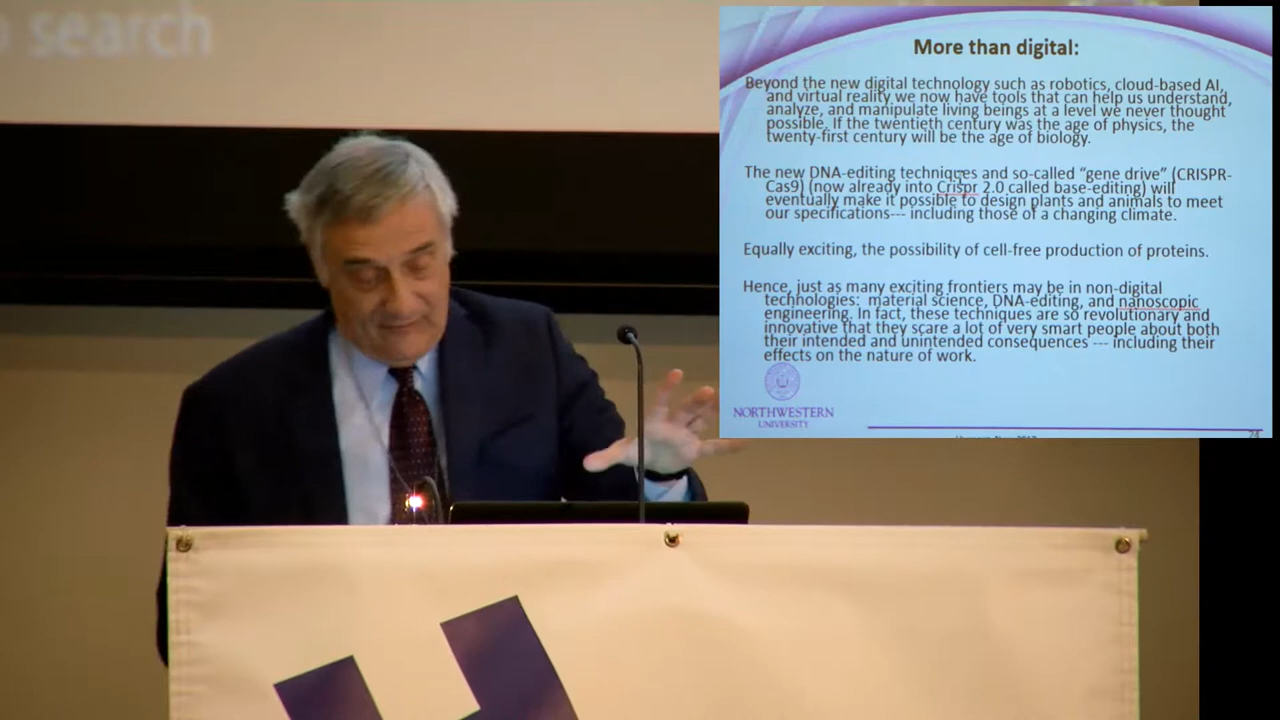 o search
More than digital:
Beyond the new digital technology such as robotics, cloud-based AI,
and virtual reality we now have tools that can help us understand,
analyze, and manipulate living beings at a level we never thought
possible. If the twentieth century was the age of physics, the
twenty-first century will be the age of biology.
The new DNA-editing techniques and so-called “gene drive” (CRISPR-
Cas9) (now already into Crispr 2.0 called base-editing) will
eventually make it possible to design plants and animals to meet
our specifications--- including those of a changing climate.
Equally exciting, the possibility of cell-free production of proteins.
Hence, just as many exciting frontiers may be in non-digital
technologies: material science, DNA-editing, and nanoscopic
engineering. In fact, these techniques are so revolutionary and
innovative that they scare a lot of very smart people about both
their intended and unintended consequences --- including their
effects on the nature of work.
NORTHWESTERN
UNIVERSITY